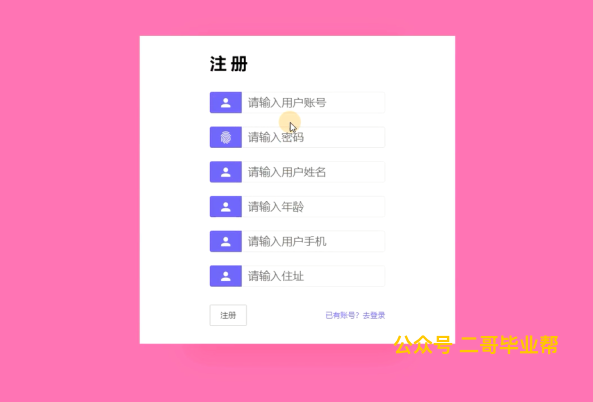 注册
请输入用户账号
请输入密码
请输入用户姓名
请输入年龄
请输入用户手机
请输入住址
注册
已有账号？去登录
公众号 二哥毕业帮